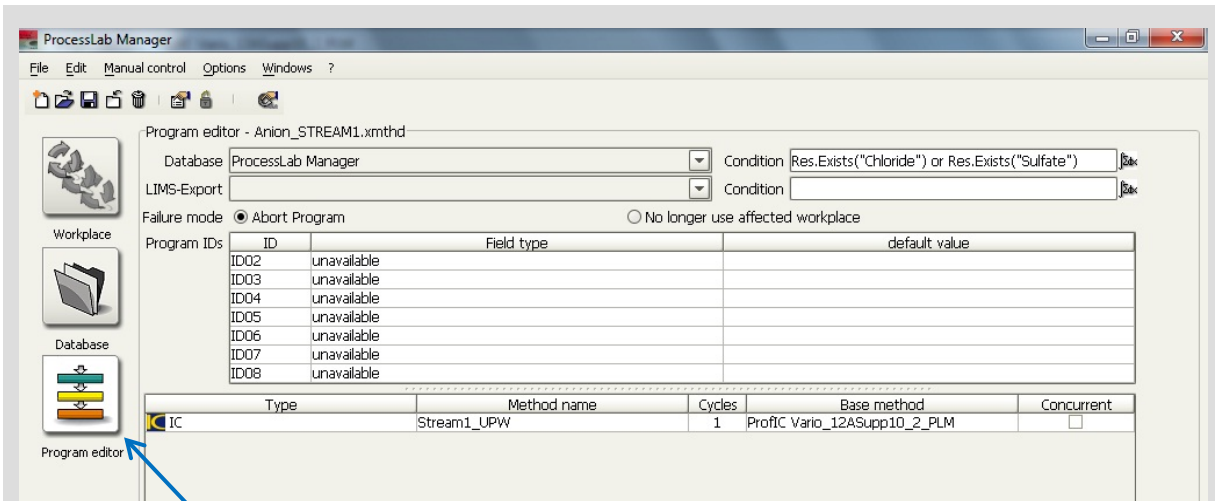 ProcessLab Manager
File Edit Manual control Options Windows ?
Program editor - Anion_STREAM1.xmthd
Database ProcessLab Manager Condition Res.Exists("Chloride") or Res.Exists("Sulfate")
LIMS-Export Condition
Failure mode Abort Program No longer use affected workplace
Workplace
Program IDs ID Field type default value
ID02 unavailable
ID03 unavailable
ID04 unavailable
ID05 unavailable
ID06 unavailable
ID07 unavailable
ID08 unavailable
Database
Type Method name Cycles Base method Concurrent
IC Stream1_UPW 1 ProfIC Vario_12ASupp10_2_PLM
Program editor